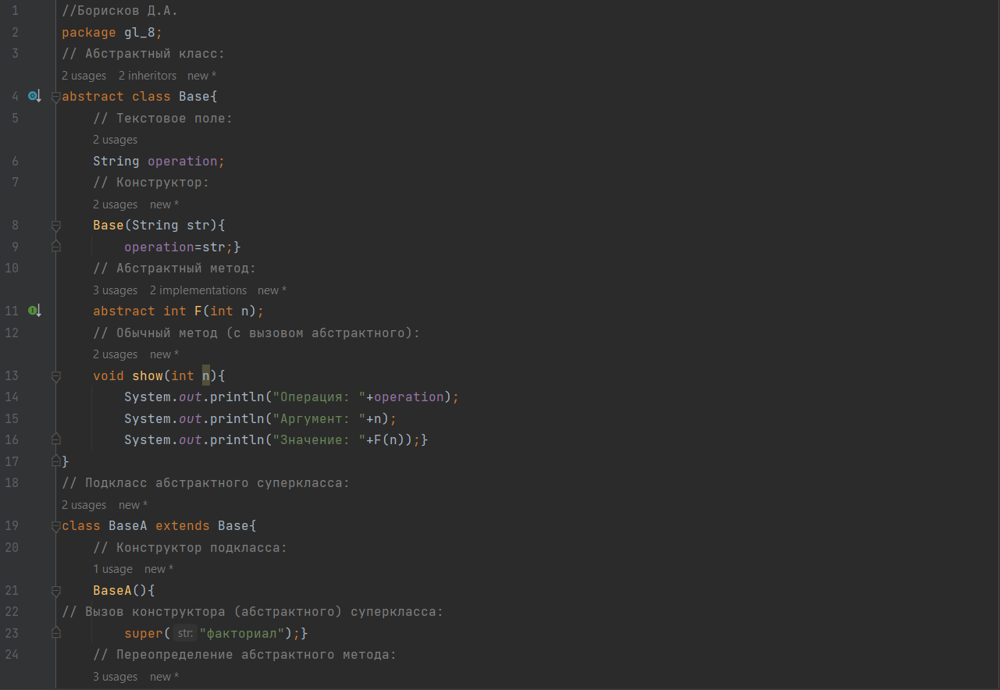 1 //Борисков Д.А.
2 package gl_8;
3 // Абстрактный класс:
2 usages 2 inheritors new *
4 abstract class Base{
5 // Текстовое поле:
2 usages
6 String operation;
7 // Конструктор:
2 usages new *
8 Base(String str){
9 operation=str;}
10 // Абстрактный метод:
3 usages 2 implementations new *
11 abstract int F(int n);
12 // Обычный метод (с вызовом абстрактного):
2 usages new *
13 void show(int n){
14 System.out.println("Операция: "+operation);
15 System.out.println("Аргумент: "+n);
16 System.out.println("Значение: "+F(n));}
17 }
18 // Подкласс абстрактного суперкласса:
2 usages new *
19 class BaseA extends Base{
20 // Конструктор подкласса:
1 usage new *
21 BaseA(){
22 // Вызов конструктора (абстрактного) суперкласса:
23 super( str: "факториал");}
24 // Переопределение абстрактного метода:
3 usages new *